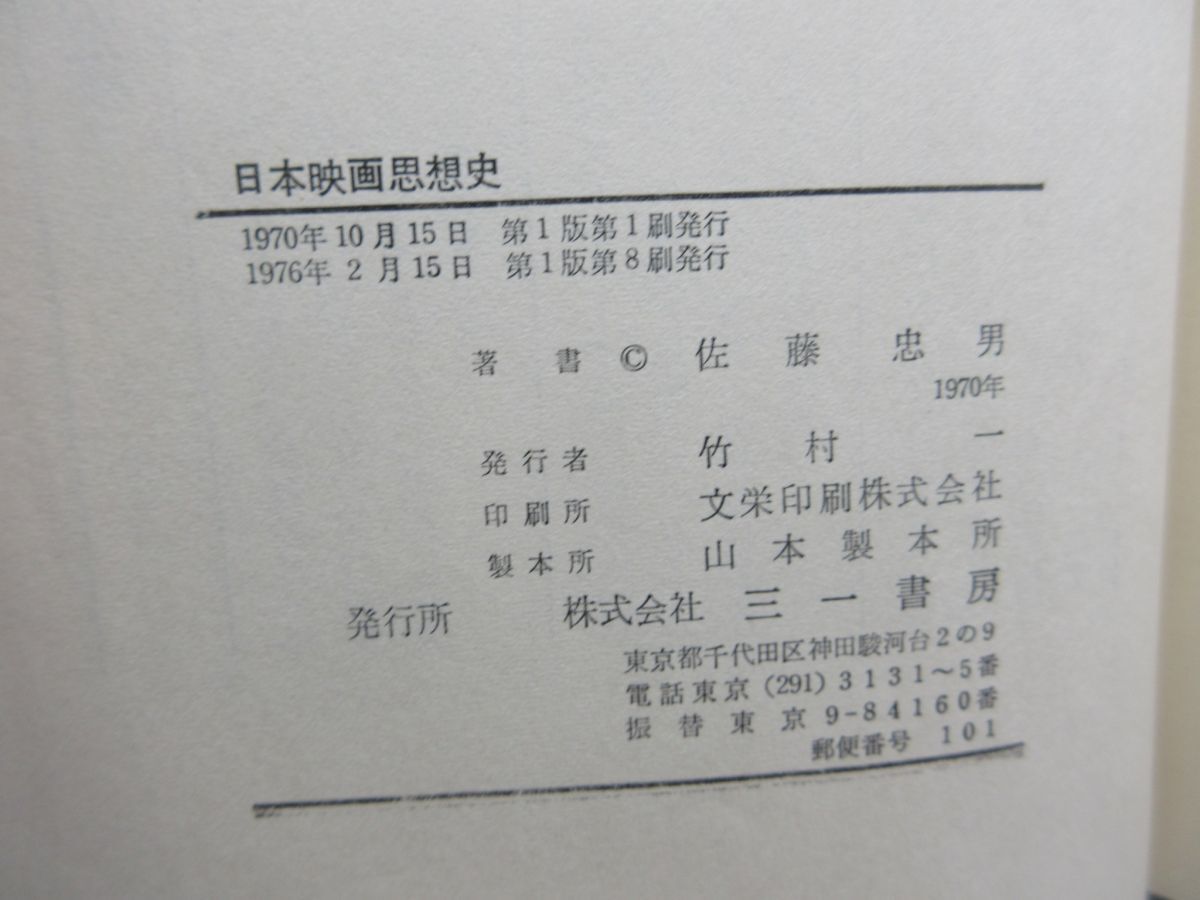 日本映画思想史
1970年10月15日 第1版第1刷発行
1976年2月15日 第1版第8刷発行
著書 © 佐藤忠男
1970年
発行者 竹村一
印刷所 文栄印刷株式会社
製本所 山本製本所
発行所 株式会社 三一書房
東京都千代田区神田駿河台2の9
電話東京(291)3131〜5番
振替東京 9-84160番
郵便番号 101